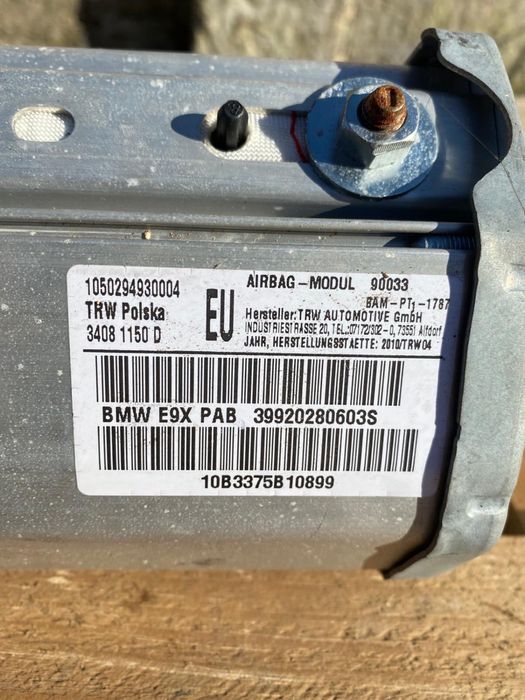 1050294930004
TRW Polska
3408 1150 D
EU
AIRBAG-MODUL 90033
BAM-PT1-1787
Hersteller:TRW AUTOMOTIVE GmbH
INDUSTRIESTRASSE 20, TEL.:07172/302-0, 73551 Alfdorf
JAHR, HERSTELLUNGSSTAETTE: 2010/TRW04
BMW E9X PAB 39920280603S
10B3375B10899